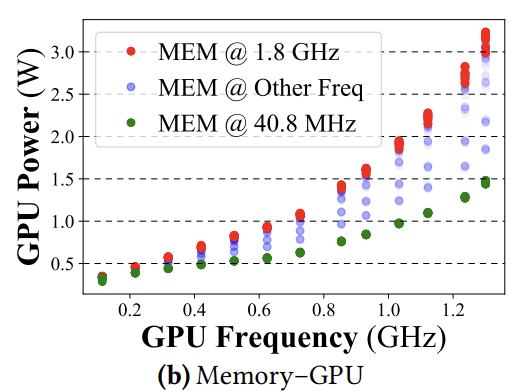 GPU Power (W)
3.0
2.5
2.0
1.5
1.0
0.5
MEM @ 1.8 GHz
MEM @ Other Freq
MEM @ 40.8 MHz
0.2 0.4 0.6 0.8 1.0 1.2
GPU Frequency (GHz)
(b) Memory–GPU